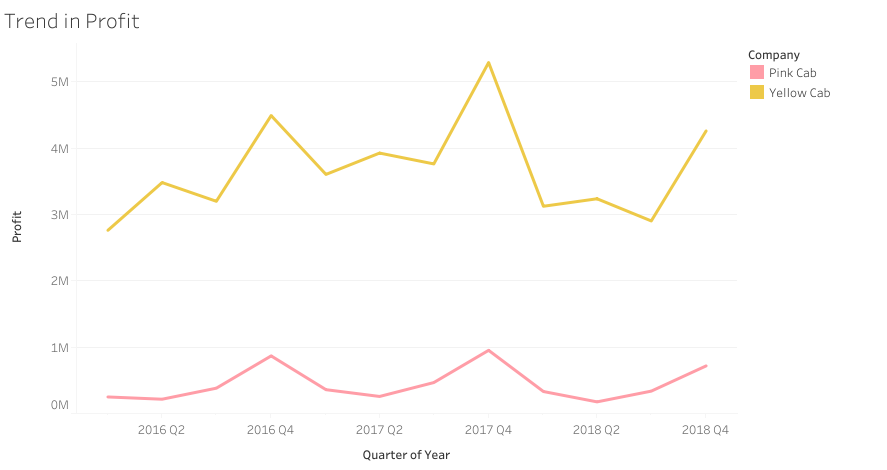 Trend in Profit
Company
Pink Cab
Yellow Cab
5M
4M
3M
2M
1M
0M
Profit
2016 Q2
2016 Q4
2017 Q2
2017 Q4
2018 Q2
2018 Q4
Quarter of Year